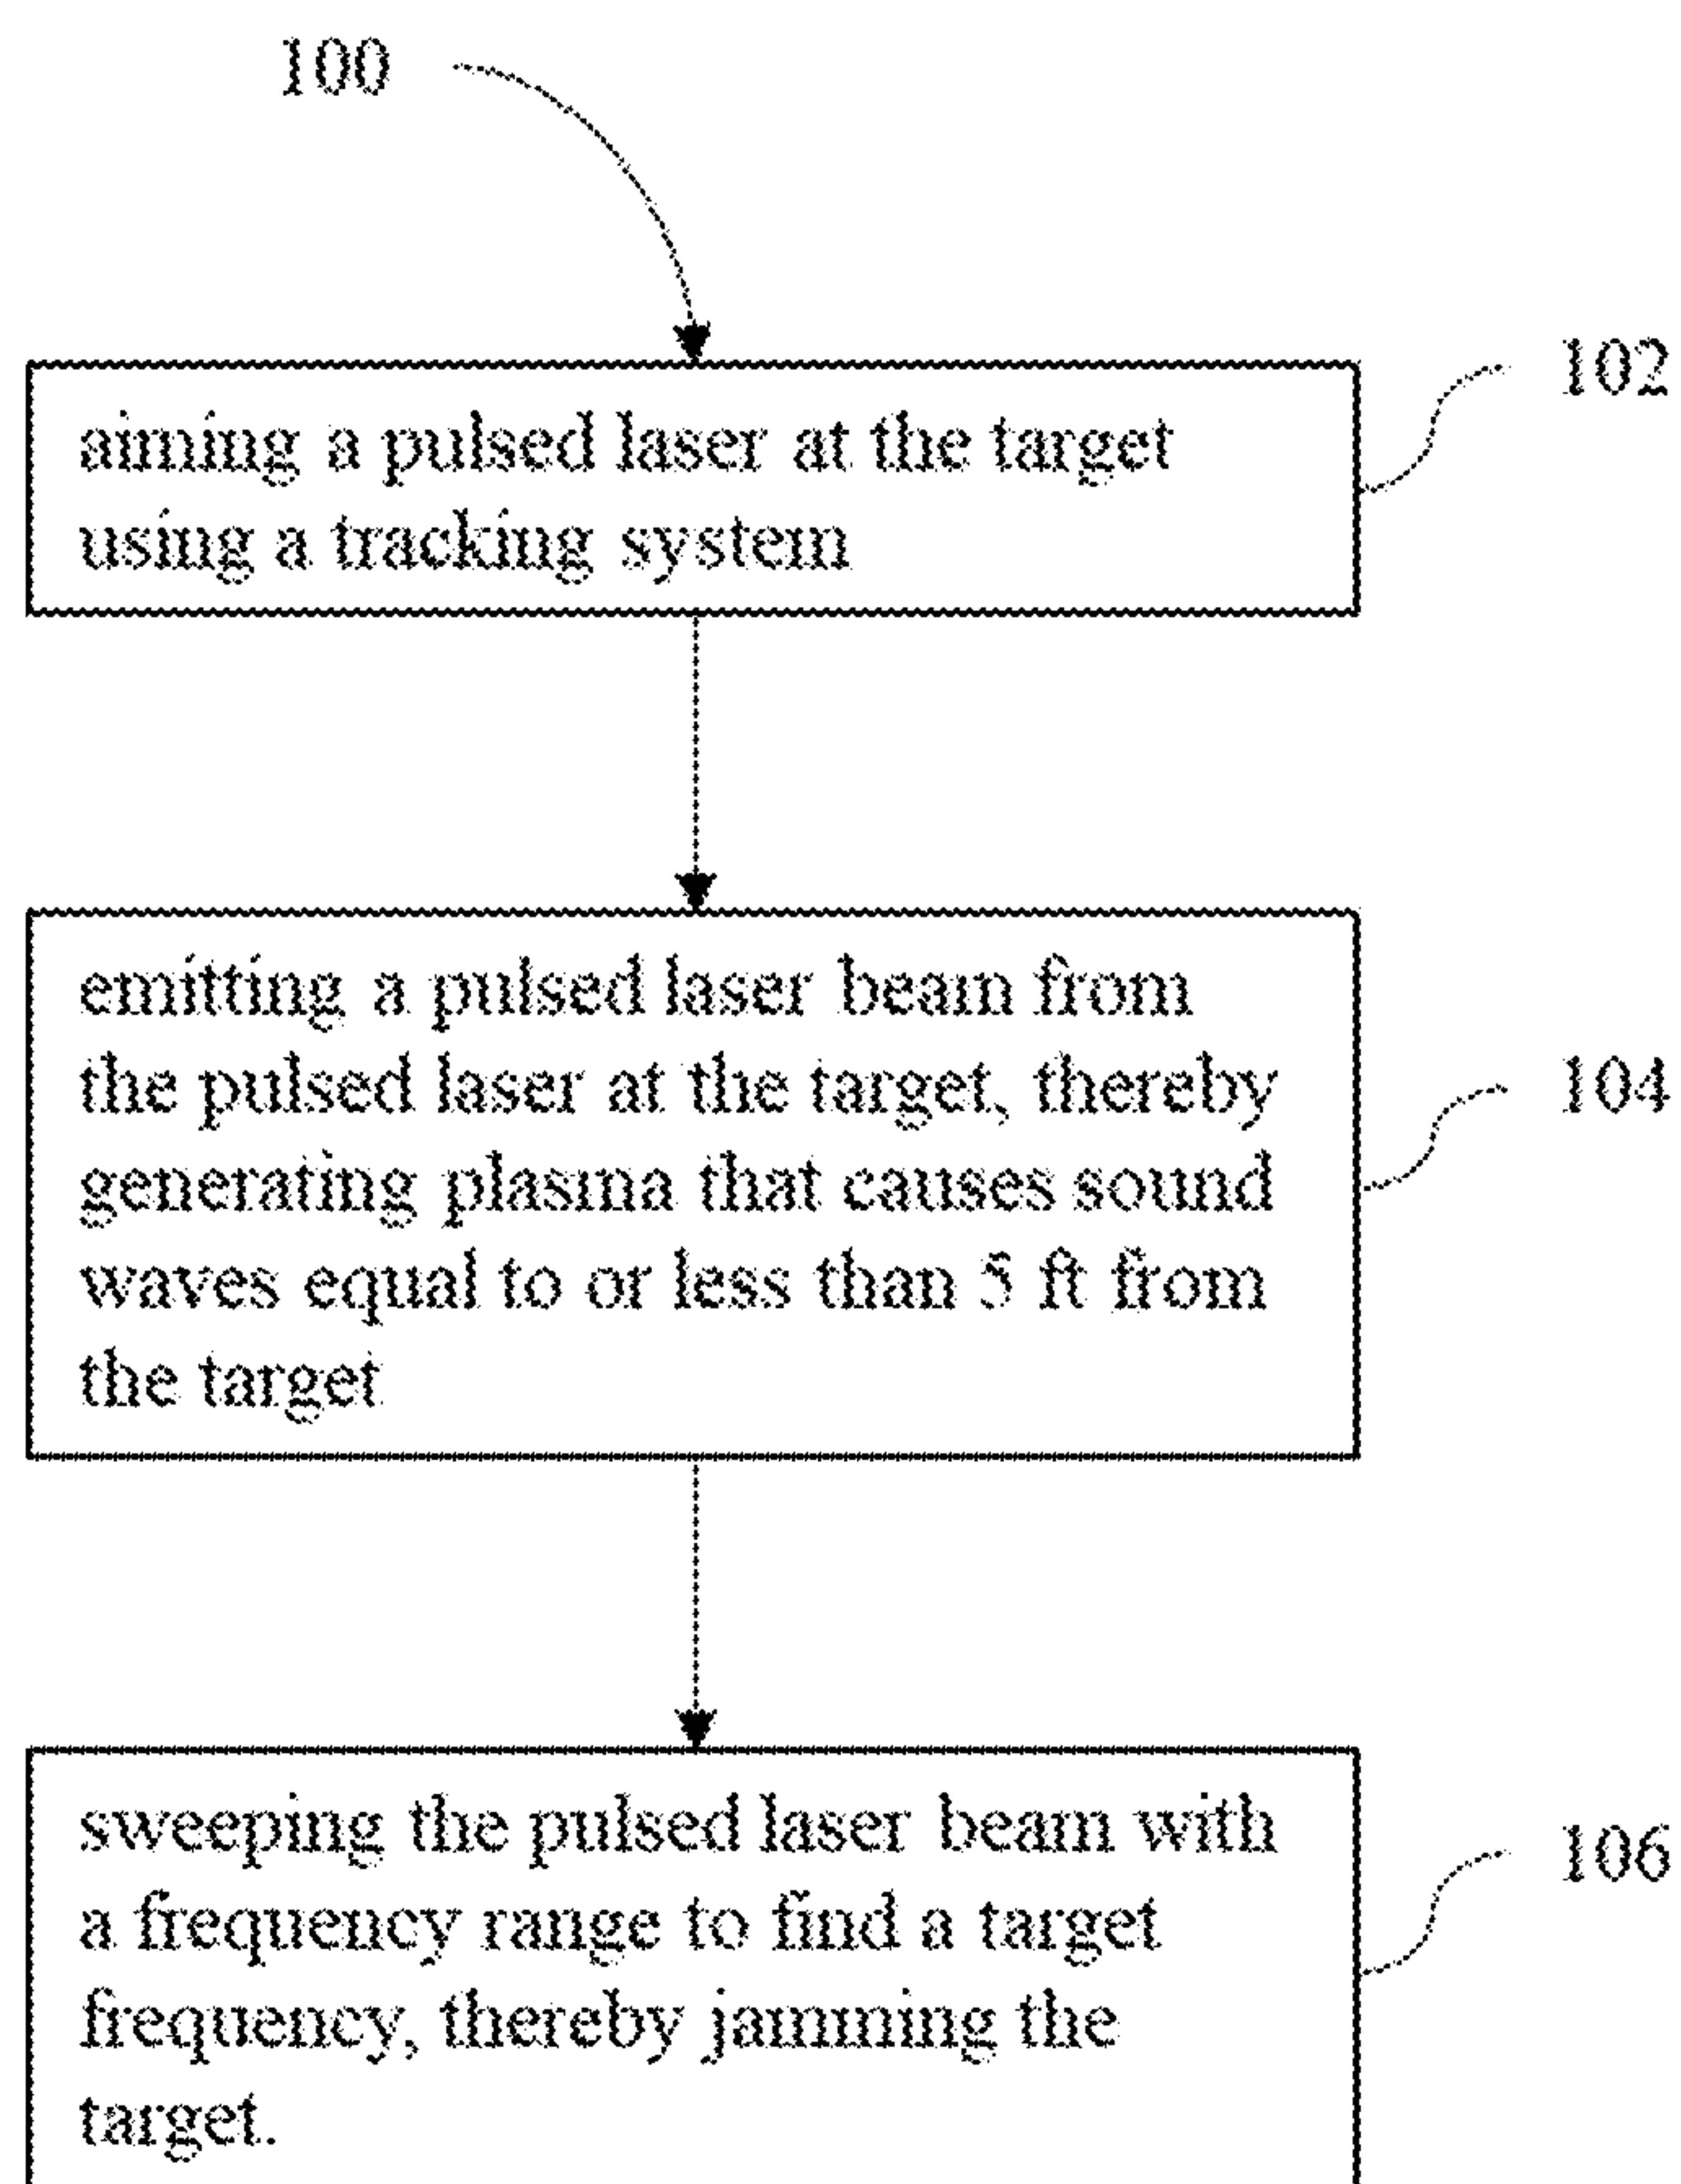 100
102
aiming a pulsed laser at the target
using a tracking system
emitting a pulsed laser beam from
the pulsed laser at the target, thereby
104
generating plasma that causes sound
waves equal to or less than 5 ft from
the target
sweeping the pulsed laser beam with
106
a frequency range to find a target
frequency, thereby jamming the
target.